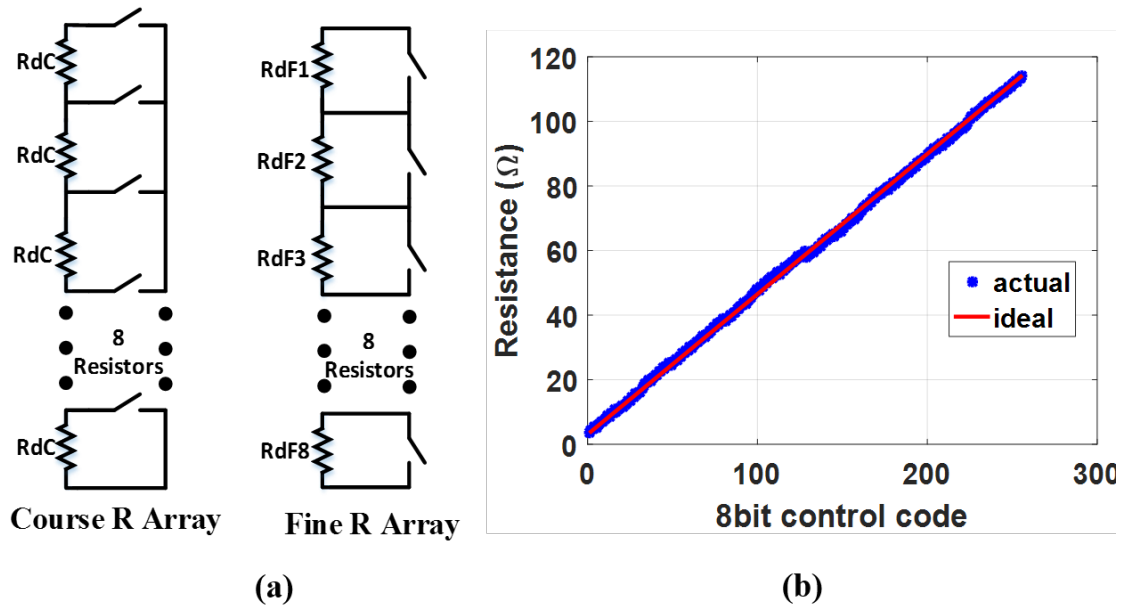 RdC
RdC
RdC
8
Resistors
RdC
Course R Array
RdF1
RdF2
RdF3
8
Resistors
RdF8
Fine R Array
(a)
Resistance (Ω)
120
100
80
60
40
20
0
0 100 200 300
8bit control code
actual
ideal
(b)